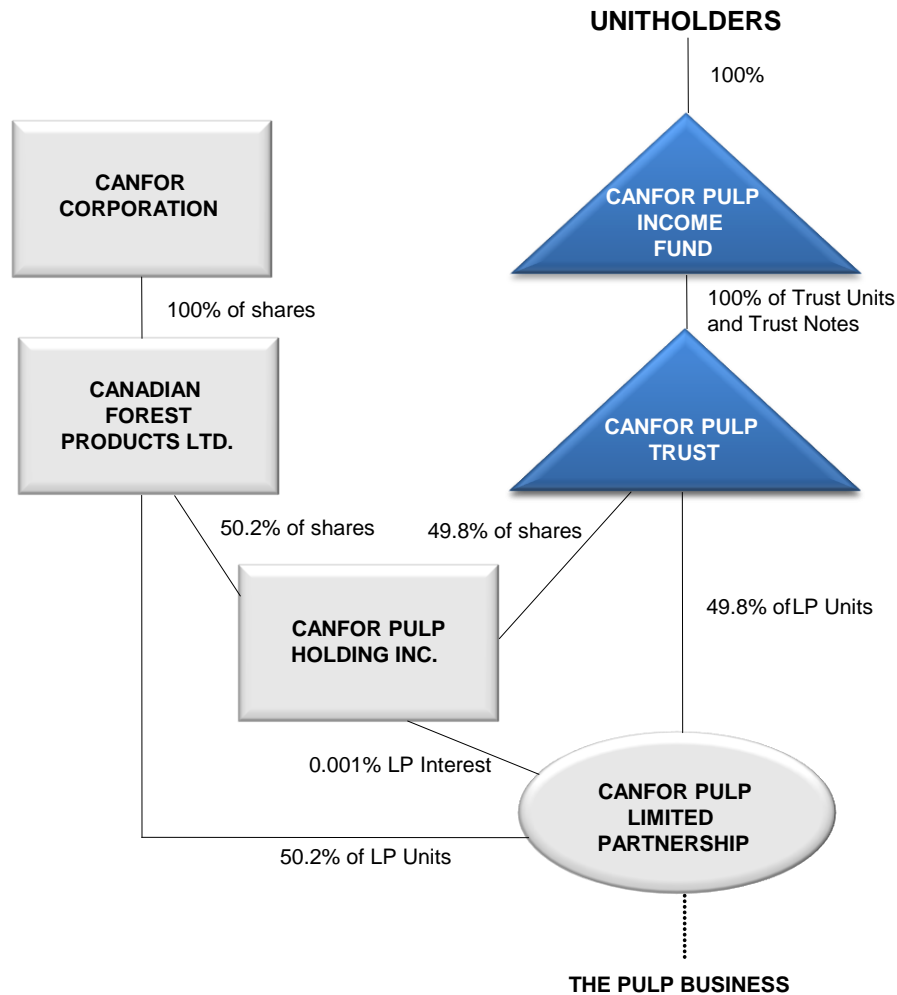 UNITHOLDERS
100%
CANFOR
CORPORATION
CANFOR PULP
INCOME
FUND
100% of shares
100% of Trust Units
and Trust Notes
CANADIAN
FOREST
PRODUCTS LTD.
CANFOR PULP
TRUST
50.2% of shares
49.8% of shares
49.8% of LP Units
CANFOR PULP
HOLDING INC.
0.001% LP Interest
CANFOR PULP
LIMITED
PARTNERSHIP
50.2% of LP Units
THE PULP BUSINESS